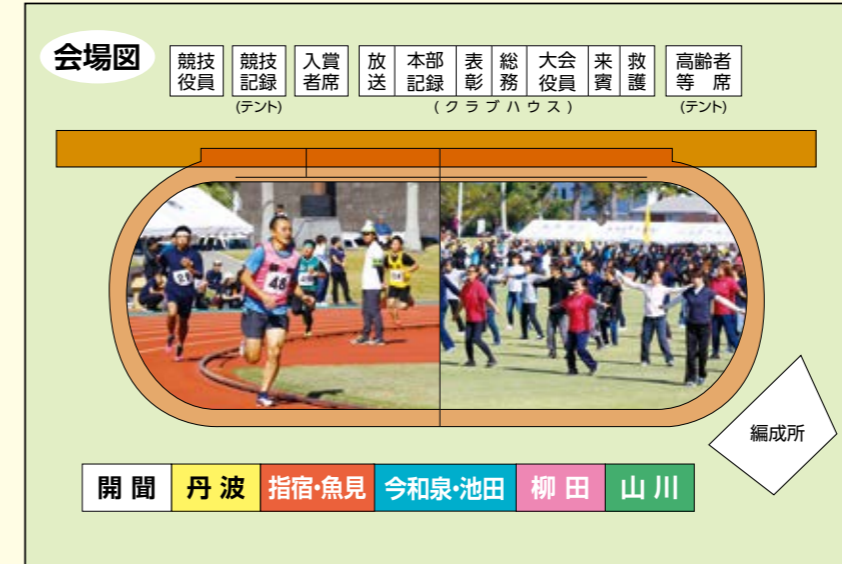 会場図
競技役員
競技記録
(テント)
入賞者席
放送
本部記録
表彰
総務
大会役員
来賓
救護
(クラブハウス)
高齢者等席
(テント)
48
編成所
開聞
丹波
指宿・魚見
今和泉・池田
柳田
山川